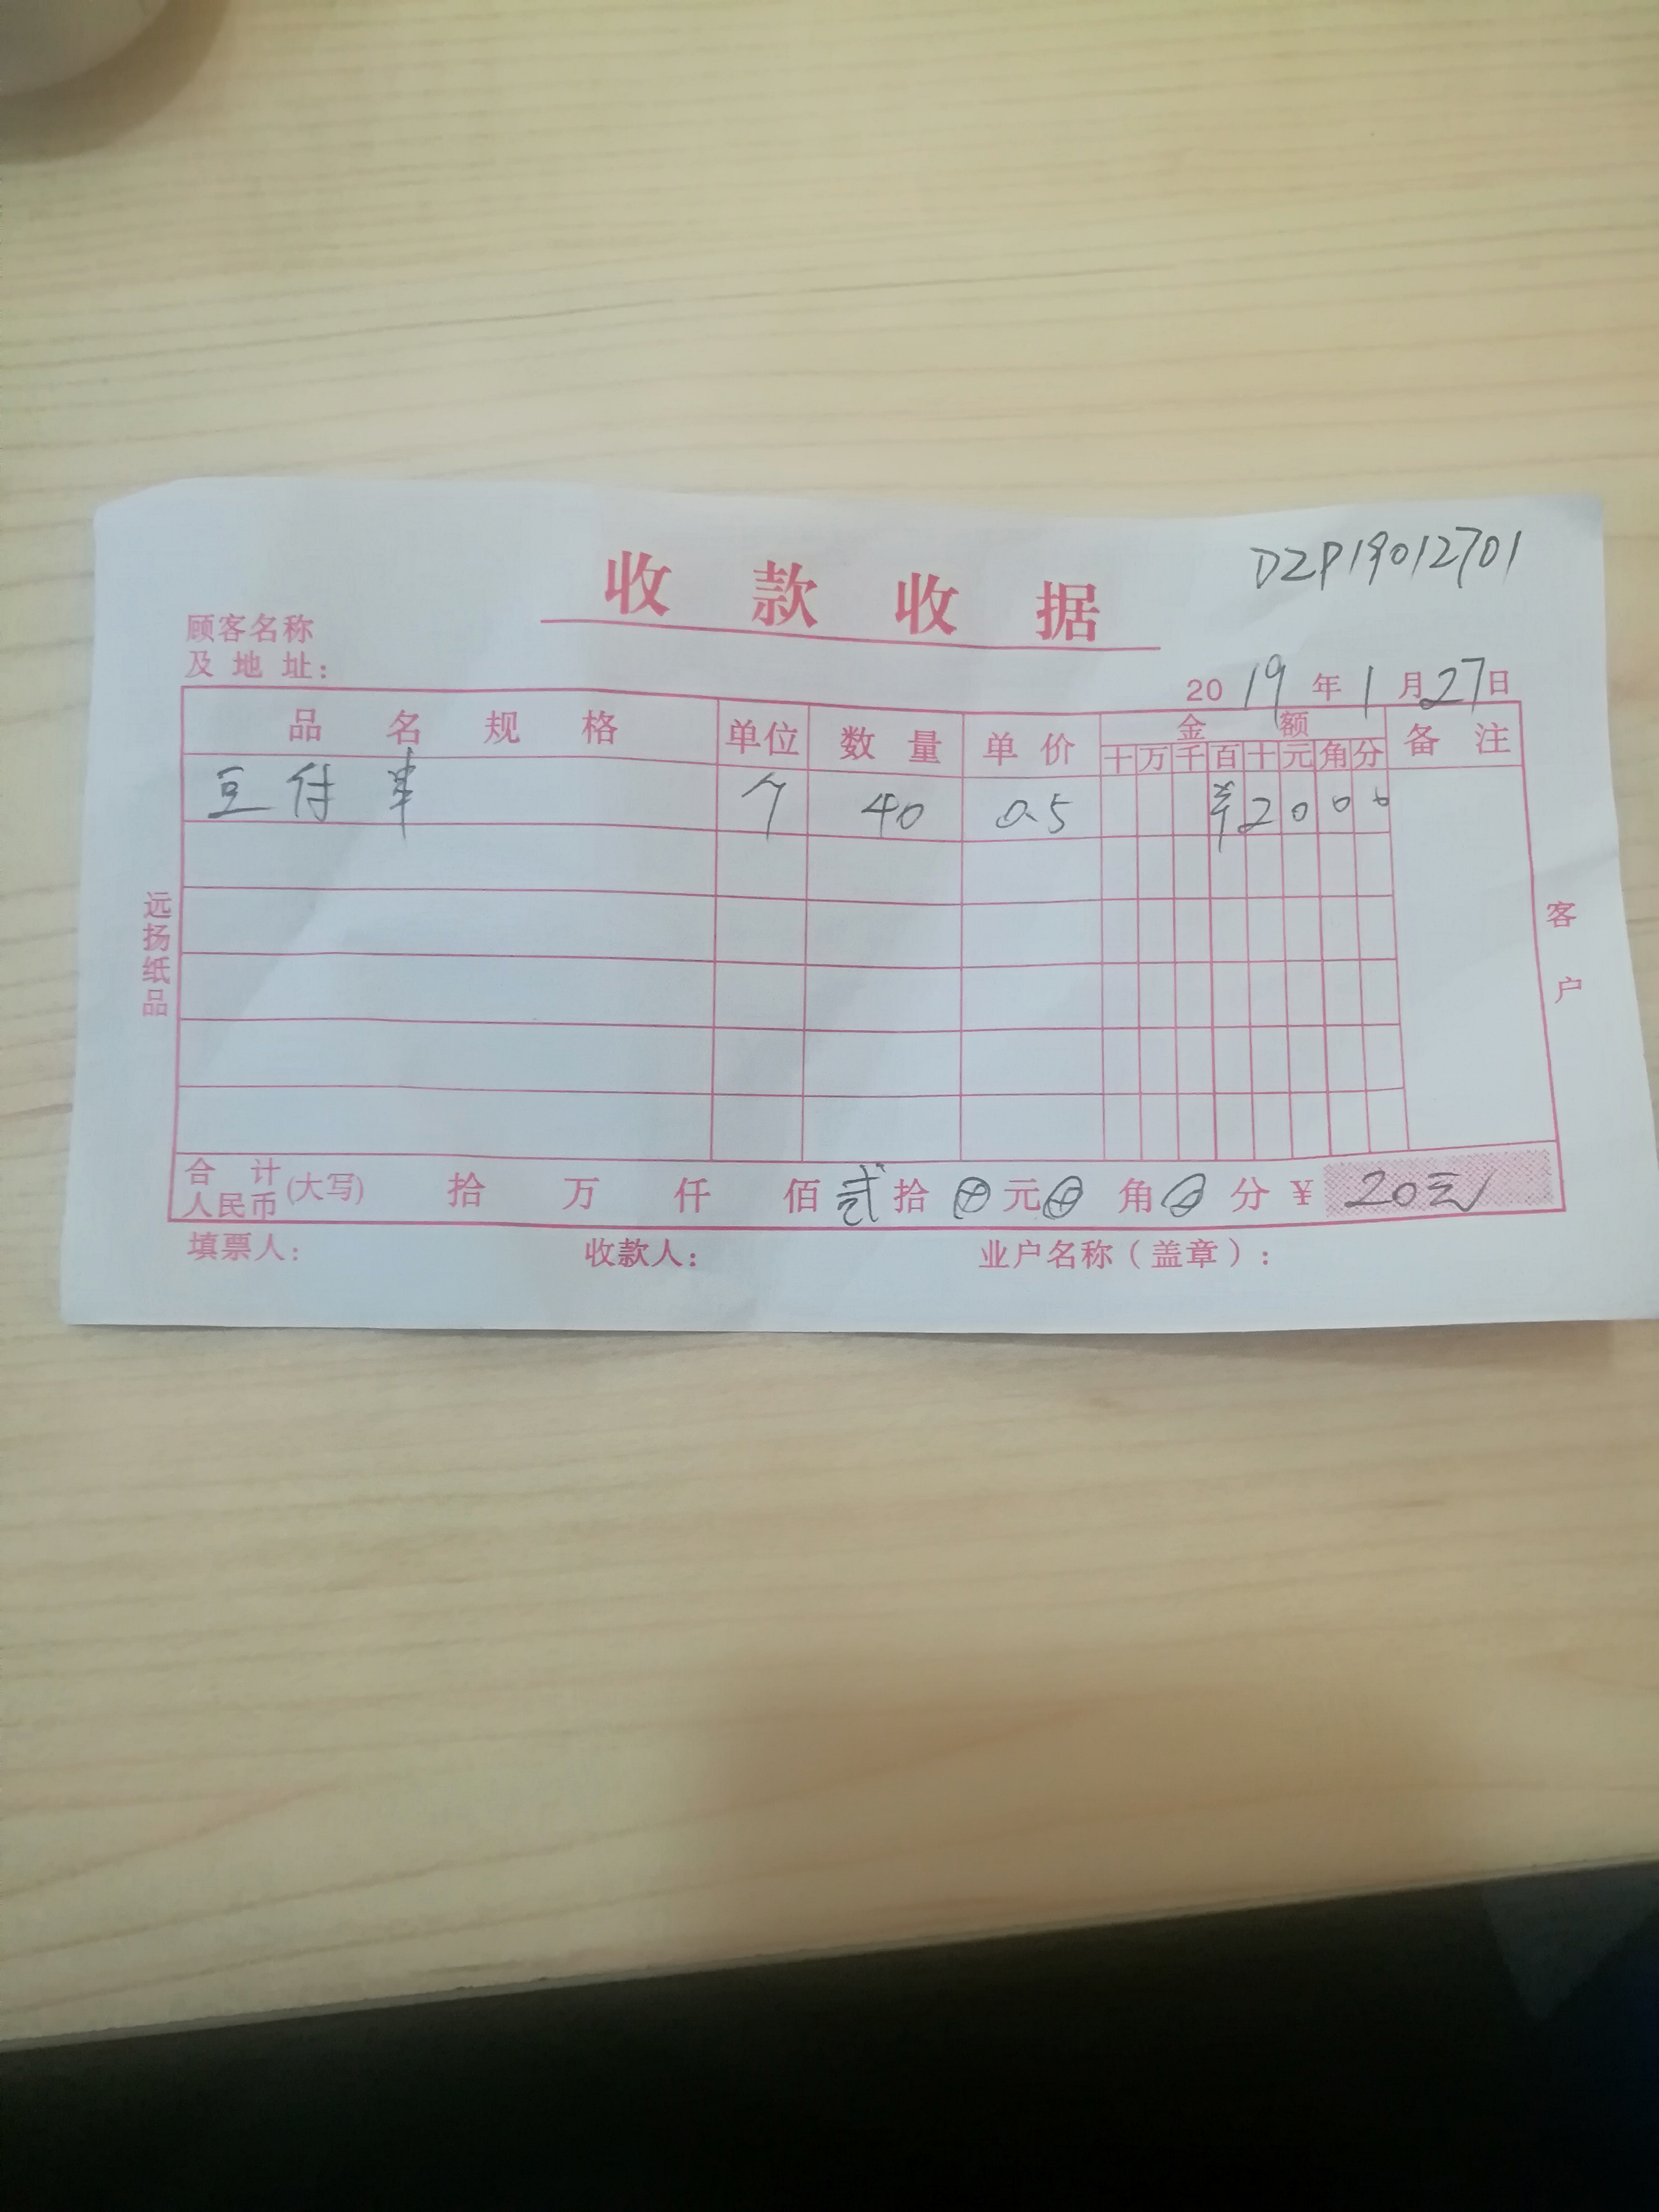 DZP19012701
收款收据
顾客名称
及地址:
2019年1月27日
品名规格 单位 数量 单价 金额 备注
十 万 千 百 十 元 角 分
豆付串 个 40 0.5 ¥ 2 0 0 0
远扬纸品
客户
合计
人民币 (大写) 拾 万 仟 佰 贰 拾 ⊕ 元 ⊕ 角 ⊕ 分 ¥ 20元
填票人: 收款人: 业户名称(盖章):